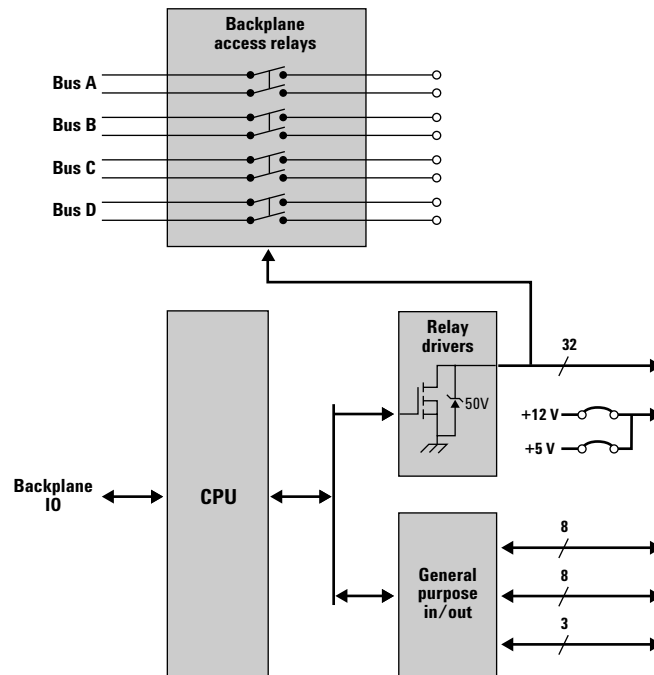 Backplane
access relays
Bus A
Bus B
Bus C
Bus D
Relay
drivers
50V
32
+12 V
+5 V
Backplane
IO
CPU
General
purpose
in/out
8
8
3